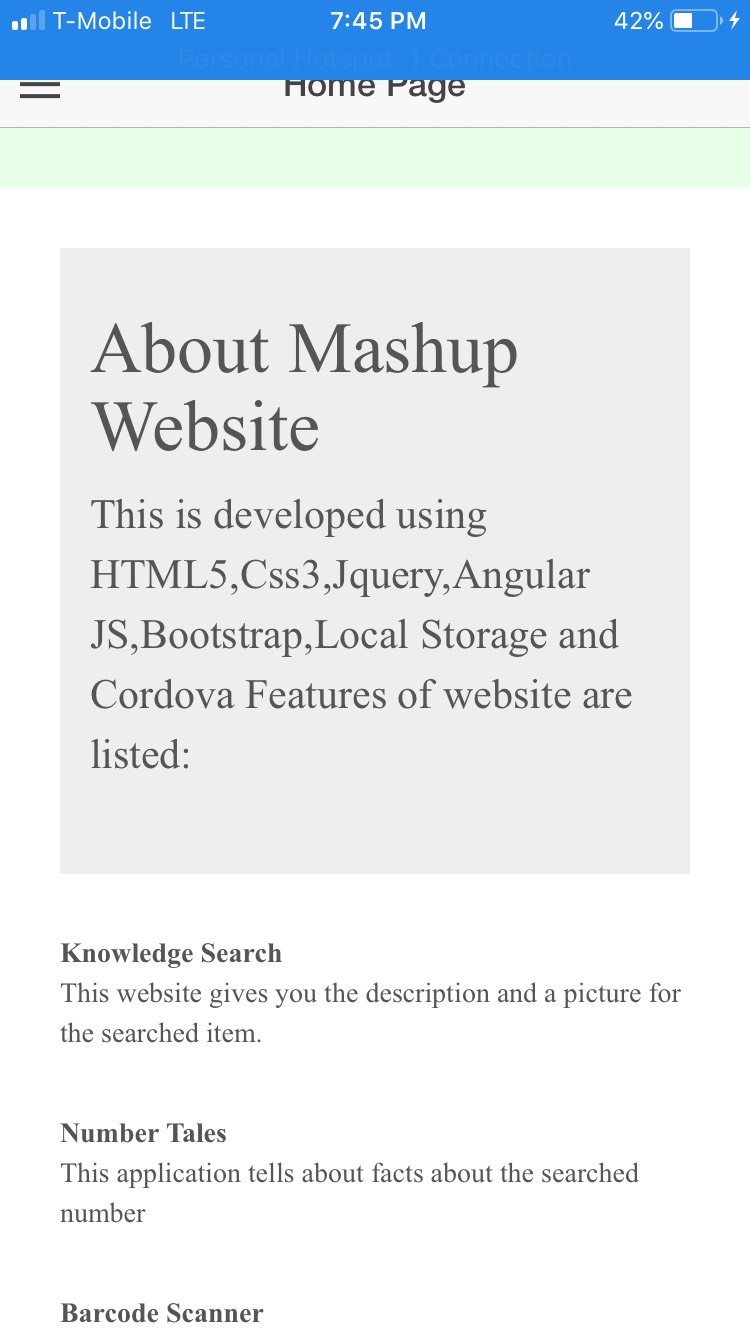 T-Mobile LTE 7:45 PM 42%
Personal Hotspot: 1 Connection
Home Page
About Mashup
Website
This is developed using
HTML5,Css3,Jquery,Angular
JS,Bootstrap,Local Storage and
Cordova Features of website are
listed:
Knowledge Search
This website gives you the description and a picture for
the searched item.
Number Tales
This application tells about facts about the searched
number
Barcode Scanner